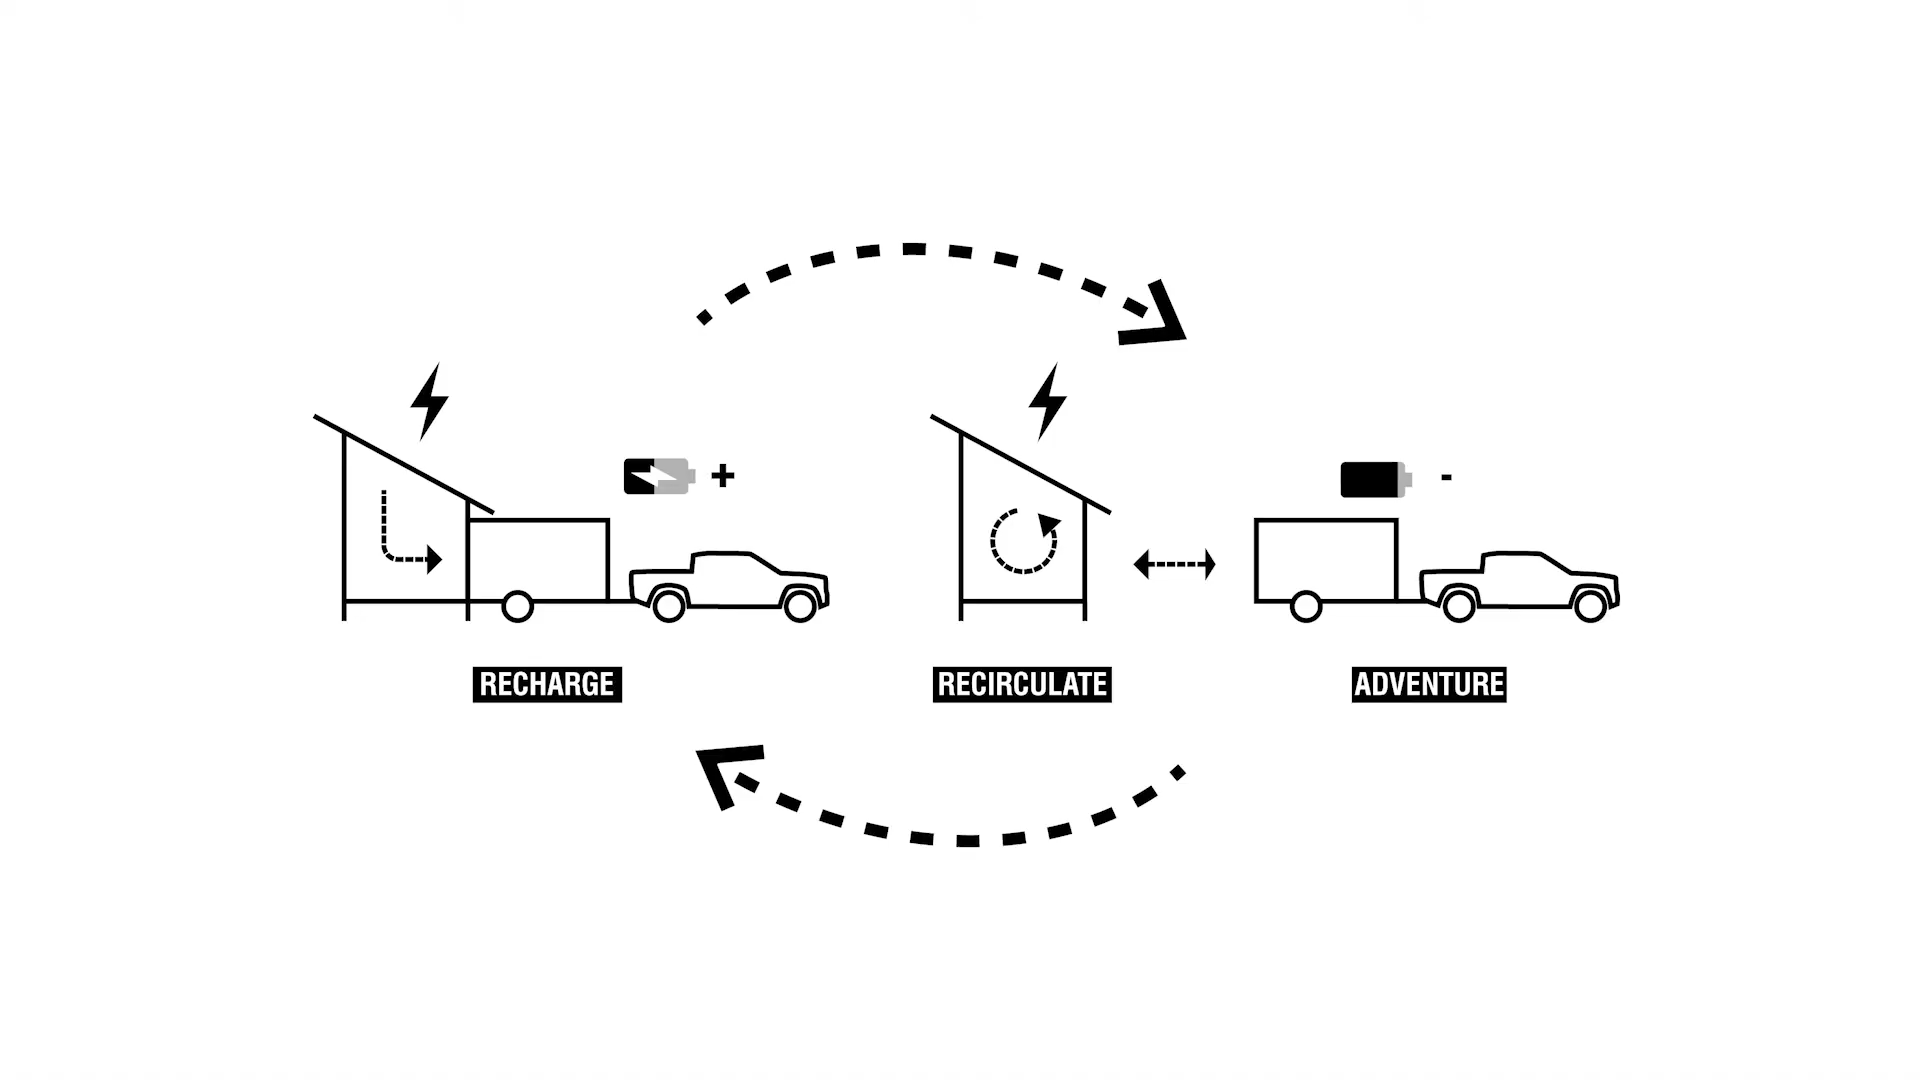 +
-
RECHARGE
RECIRCULATE
ADVENTURE